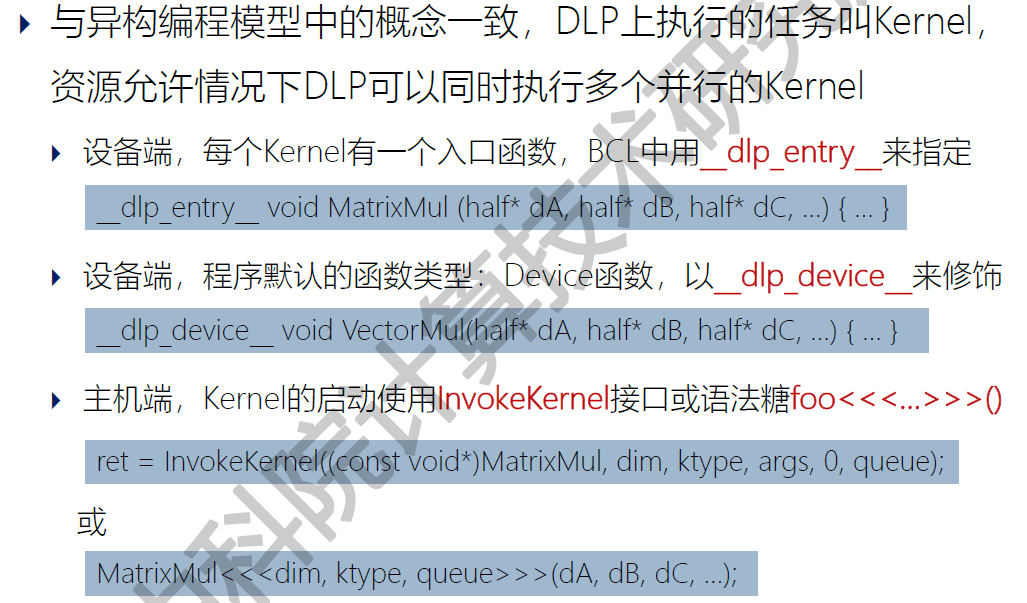 与异构编程模型中的概念一致，DLP上执行的任务叫Kernel，
资源允许情况下DLP可以同时执行多个并行的Kernel
设备端，每个Kernel有一个入口函数，BCL中用__dlp_entry__来指定
__dlp_entry__ void MatrixMul (half* dA, half* dB, half* dC, ...) { ... }
设备端，程序默认的函数类型：Device函数，以__dlp_device__来修饰
__dlp_device__ void VectorMul(half* dA, half* dB, half* dC, ...) { ... }
主机端，Kernel的启动使用InvokeKernel接口或语法糖foo<<<...>>>()
ret = InvokeKernel((const void*)MatrixMul, dim, ktype, args, 0, queue);
或
MatrixMul<<<dim, ktype, queue>>>(dA, dB, dC, ...);
科院计算技术研